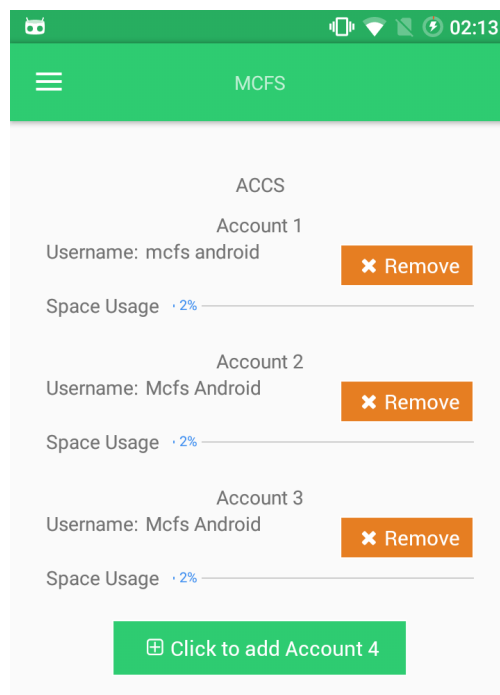 02:13
MCFS
ACCS
Account 1
Username: mcfs android
Remove
Space Usage 2%
Account 2
Username: Mcfs Android
Remove
Space Usage 2%
Account 3
Username: Mcfs Android
Remove
Space Usage 2%
Click to add Account 4